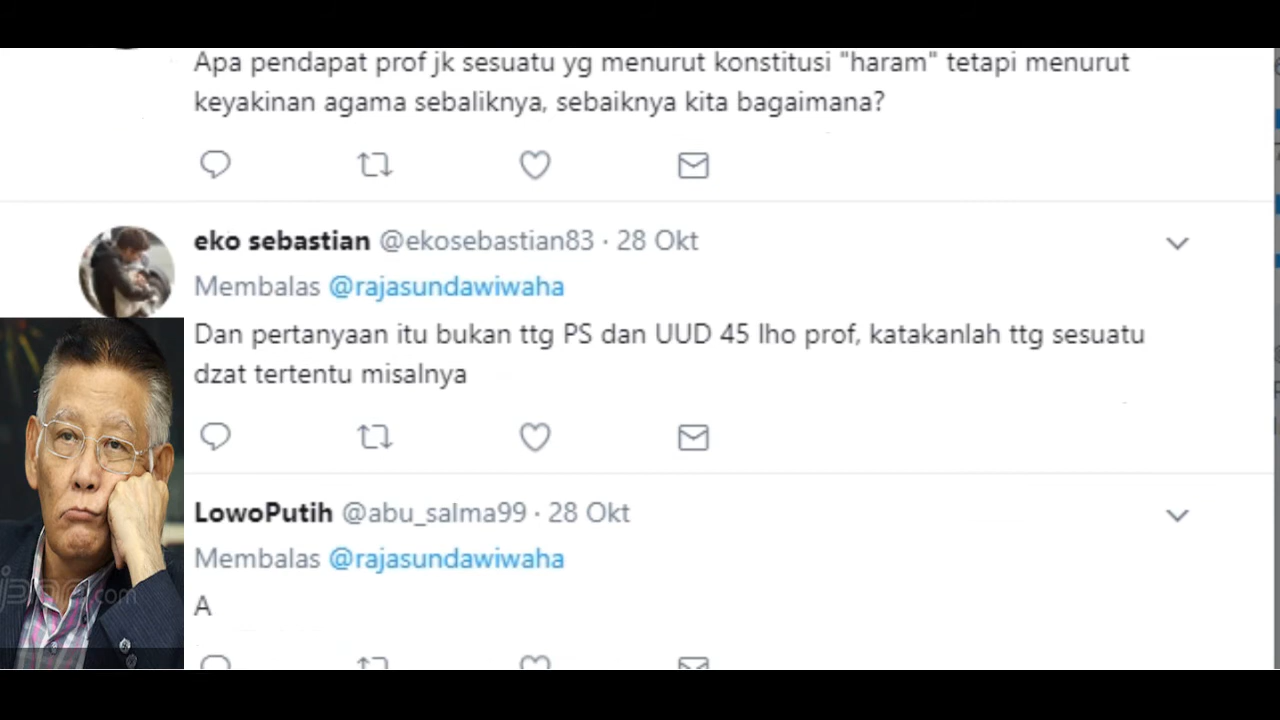 Apa pendapat prof jk sesuatu yg menurut konstitusi "haram" tetapi menurut
keyakinan agama sebaliknya, sebaiknya kita bagaimana?
eko sebastian @ekosebastian83 · 28 Okt
Membalas @rajasundawiwaha
Dan pertanyaan itu bukan ttg PS dan UUD 45 lho prof, katakanlah ttg sesuatu
dzat tertentu misalnya
LowoPutih @abu_salma99 · 28 Okt
Membalas @rajasundawiwaha
A
jpnn.com